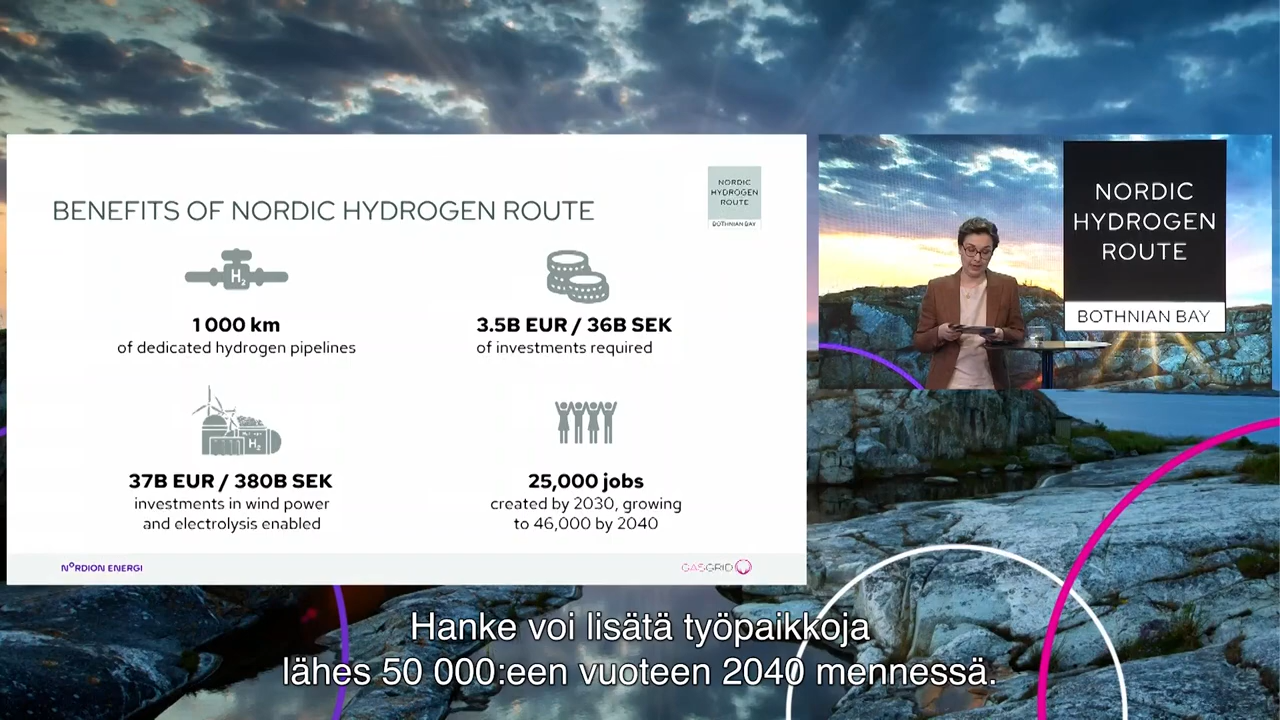 BENEFITS OF NORDIC HYDROGEN ROUTE
NORDIC
HYDROGEN
ROUTE
BOTHNIAN BAY
H₂
1 000 km
of dedicated hydrogen pipelines
3.5B EUR / 36B SEK
of investments required
H₂
37B EUR / 380B SEK
investments in wind power
and electrolysis enabled
25,000 jobs
created by 2030, growing
to 46,000 by 2040
NORDION ENERGI
GASGRID
NORDIC
HYDROGEN
ROUTE
BOTHNIAN BAY
Hanke voi lisätä työpaikkoja
lähes 50 000:een vuoteen 2040 mennessä.